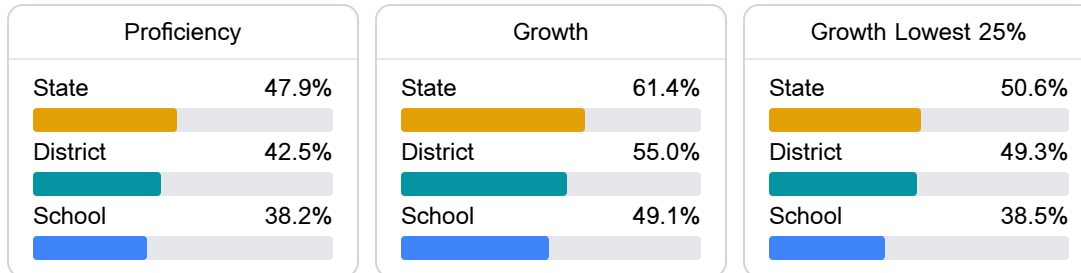 Proficiency
State 47.9%
District 42.5%
School 38.2%
Growth
State 61.4%
District 55.0%
School 49.1%
Growth Lowest 25%
State 50.6%
District 49.3%
School 38.5%